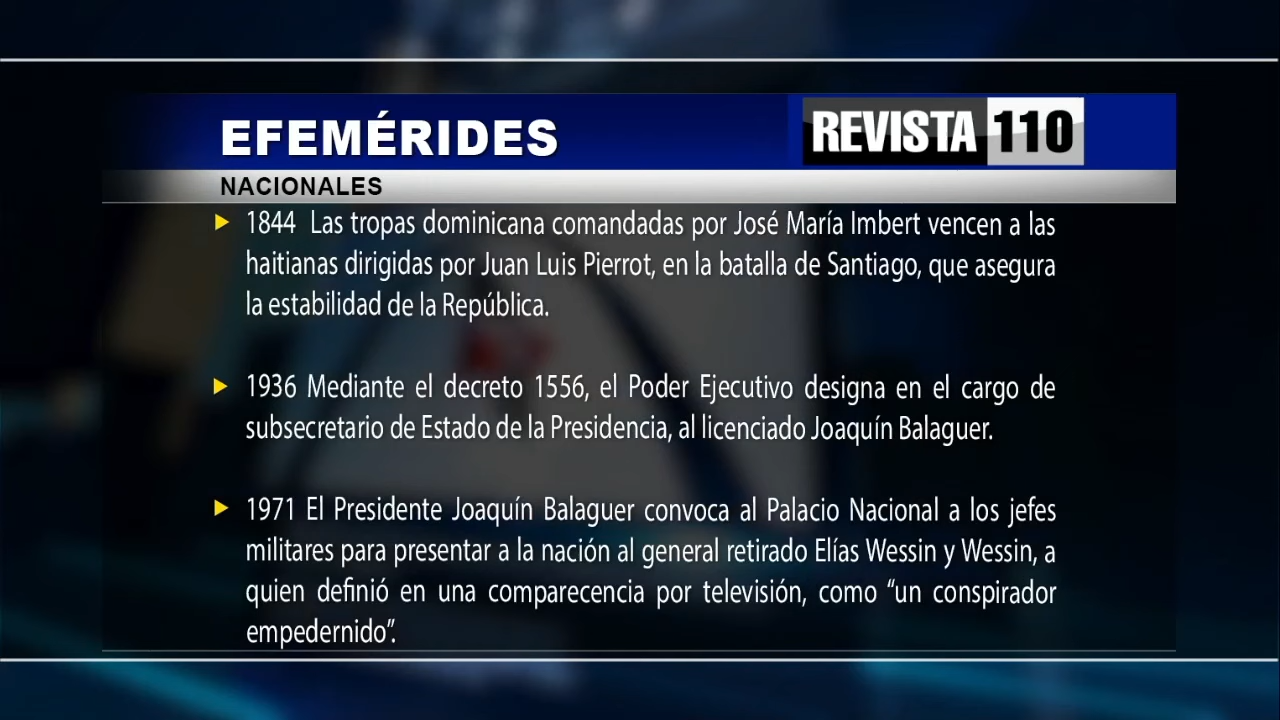 EFEMÉRIDES
REVISTA 110
NACIONALES
1844 Las tropas dominicana comandadas por José María Imbert vencen a las
haitianas dirigidas por Juan Luis Pierrot, en la batalla de Santiago, que asegura
la estabilidad de la República.
1936 Mediante el decreto 1556, el Poder Ejecutivo designa en el cargo de
subsecretario de Estado de la Presidencia, al licenciado Joaquín Balaguer.
1971 El Presidente Joaquín Balaguer convoca al Palacio Nacional a los jefes
militares para presentar a la nación al general retirado Elías Wessin y Wessin, a
quien definió en una comparecencia por televisión, como “un conspirador
empedernido”.